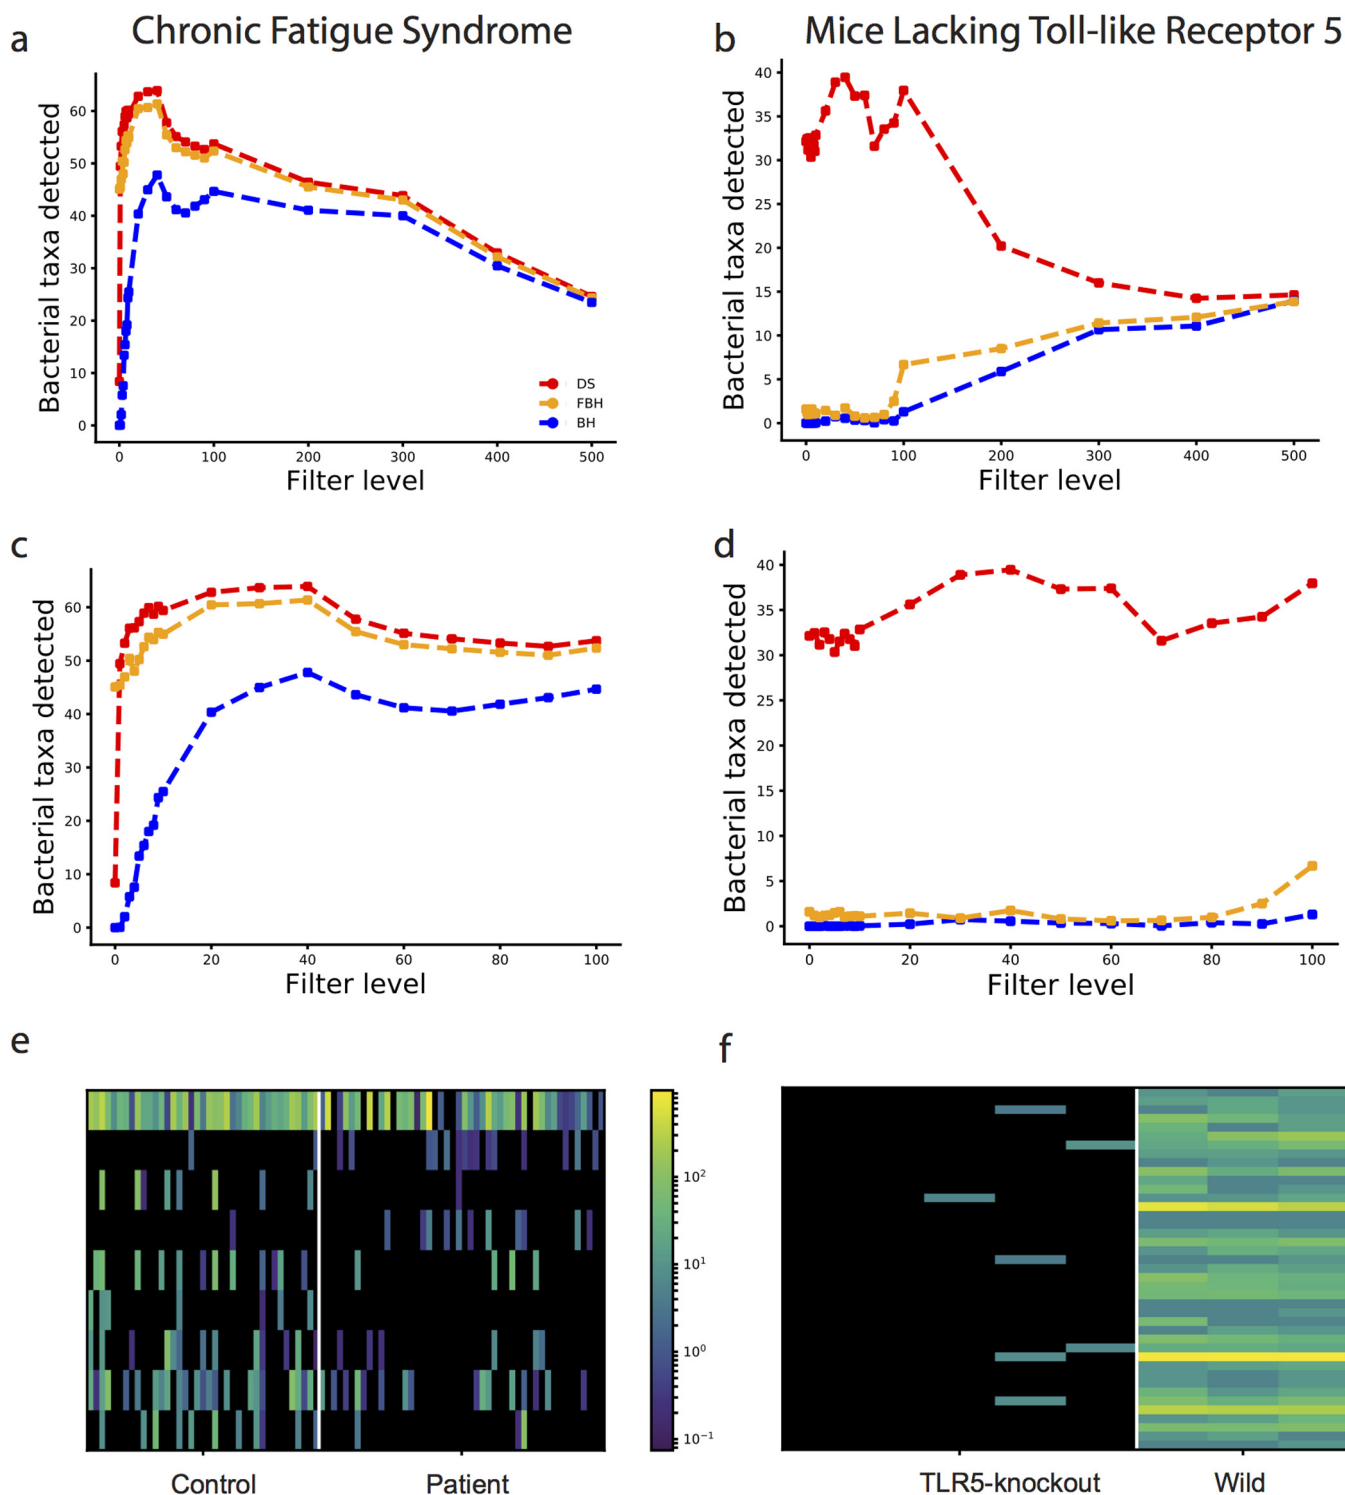 a
Chronic Fatigue Syndrome
b
Mice Lacking Toll-like Receptor 5
Bacterial taxa detected
60
50
40
30
20
10
0
DS
FBH
BH
0 100 200 300 400 500
Filter level
Bacterial taxa detected
40
35
30
25
20
15
10
5
0
0 100 200 300 400 500
Filter level
c
Bacterial taxa detected
60
50
40
30
20
10
0
0 20 40 60 80 100
Filter level
d
Bacterial taxa detected
40
35
30
25
20
15
10
5
0
0 20 40 60 80 100
Filter level
e
10²
10¹
10⁰
10⁻¹
Control Patient
f
TLR5-knockout Wild